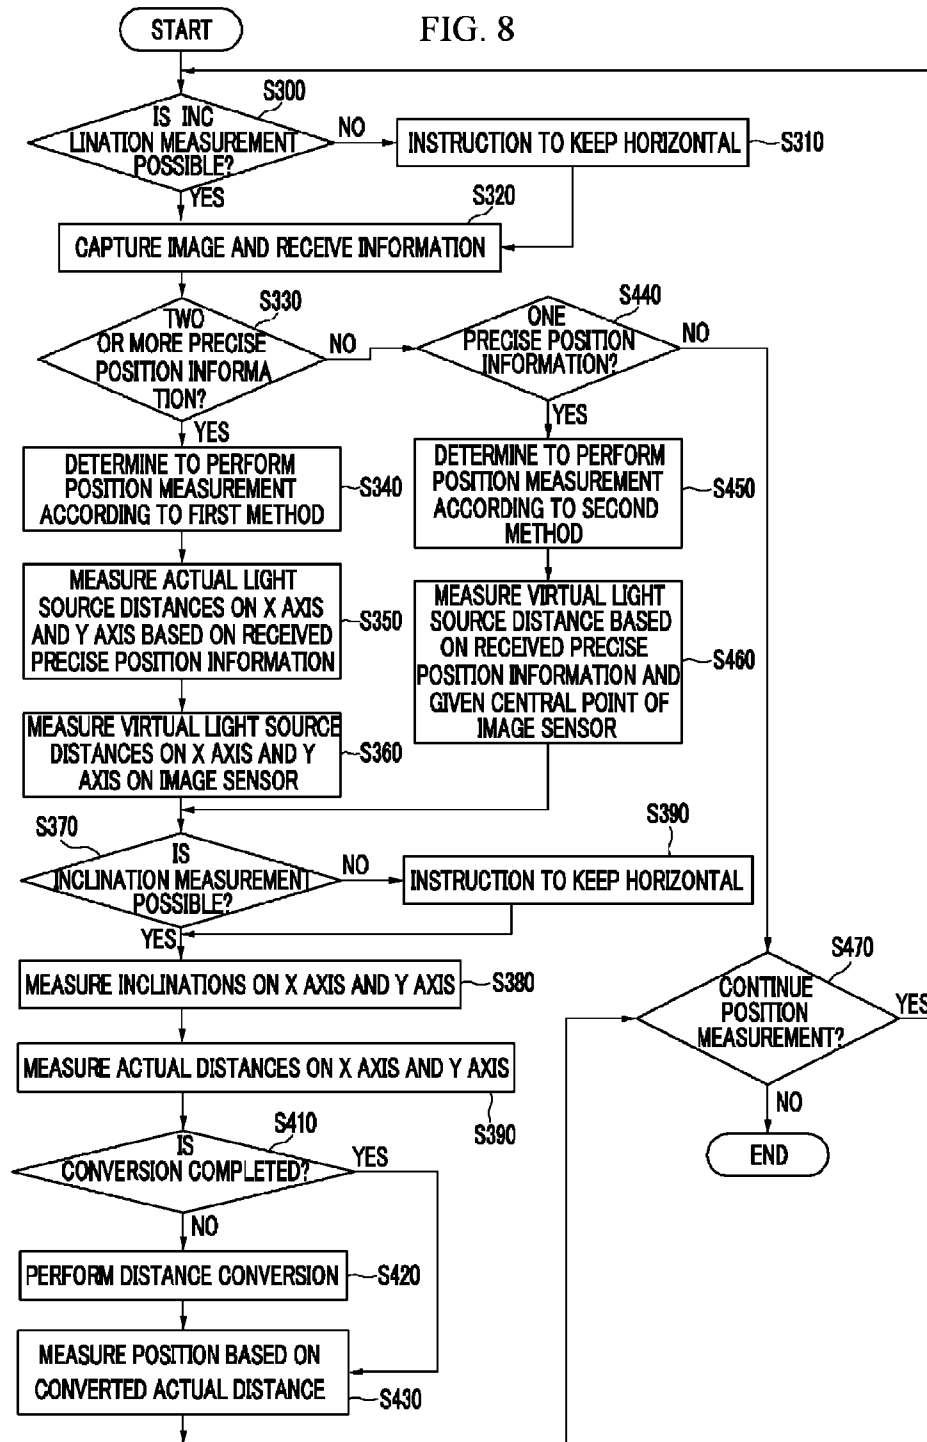 FIG. 8
START
S300
IS INC
LINATION MEASUREMENT
POSSIBLE?
NO
INSTRUCTION TO KEEP HORIZONTAL
S310
YES
S320
CAPTURE IMAGE AND RECEIVE INFORMATION
S330
TWO
OR MORE PRECISE
POSITION INFORMA
TION?
NO
S440
ONE
PRECISE POSITION
INFORMATION?
NO
YES
YES
DETERMINE TO PERFORM
POSITION MEASUREMENT
ACCORDING TO FIRST METHOD
S340
DETERMINE TO PERFORM
POSITION MEASUREMENT
ACCORDING TO SECOND
METHOD
S450
MEASURE ACTUAL LIGHT
SOURCE DISTANCES ON X AXIS
AND Y AXIS BASED ON RECEIVED
PRECISE POSITION INFORMATION
S350
MEASURE VIRTUAL LIGHT
SOURCE DISTANCE BASED
ON RECEIVED PRECISE
POSITION INFORMATION AND
GIVEN CENTRAL POINT OF
IMAGE SENSOR
S460
MEASURE VIRTUAL LIGHT SOURCE
DISTANCES ON X AXIS AND Y
AXIS ON IMAGE SENSOR
S360
S370
IS
INCLINATION MEASUREMENT
POSSIBLE?
NO
S390
INSTRUCTION TO KEEP HORIZONTAL
YES
MEASURE INCLINATIONS ON X AXIS AND Y AXIS
S380
S470
CONTINUE
POSITION
MEASUREMENT?
YES
NO
END
MEASURE ACTUAL DISTANCES ON X AXIS AND Y AXIS
S390
S410
IS
CONVERSION COMPLETED?
YES
NO
PERFORM DISTANCE CONVERSION
S420
MEASURE POSITION BASED ON
CONVERTED ACTUAL DISTANCE
S430